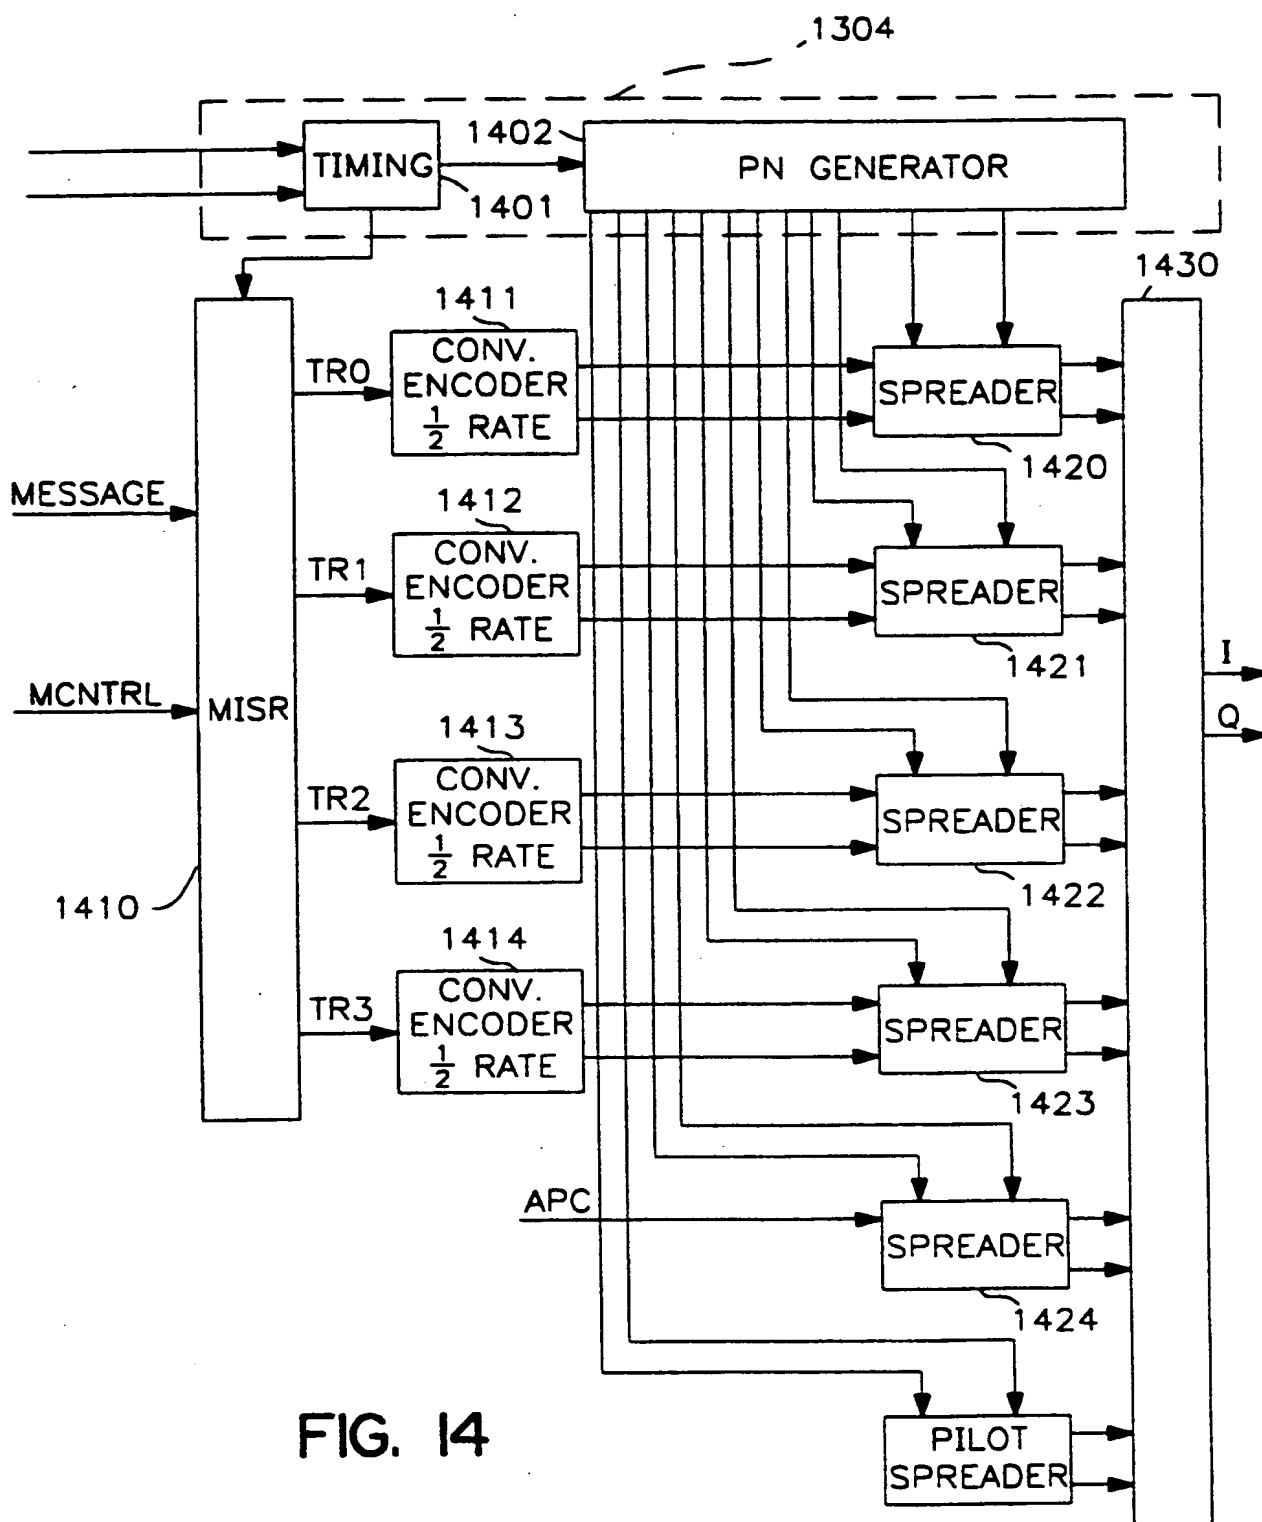 1304
1402
TIMING
PN GENERATOR
1401
1430
1411
CONV.
ENCODER
1/2 RATE
TR0
SPREADER
1420
MESSAGE
1412
CONV.
ENCODER
1/2 RATE
TR1
SPREADER
1421
I
MCNTRL
MISR
Q
1413
CONV.
ENCODER
1/2 RATE
TR2
SPREADER
1422
1410
1414
CONV.
ENCODER
1/2 RATE
TR3
SPREADER
1423
APC
SPREADER
1424
PILOT
SPREADER
FIG. 14